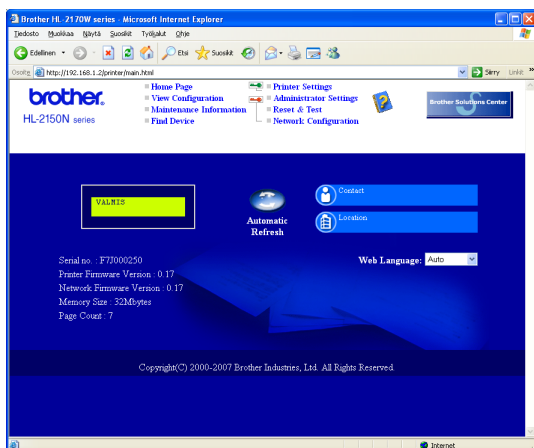 Brother HL-2170W series - Microsoft Internet Explorer
Tiedosto Muokkaa Näytä Suosikit Työkalut Ohje
Edellinen Etsi Suosikit
Osoite http://192.168.1.2/printer/main.html Siirry Linkit »
brother
HL-2150N series
Home Page
View Configuration
Maintenance Information
Find Device
Printer Settings
Administrator Settings
Reset & Test
Network Configuration
Brother Solutions Center
VALMIS
Automatic
Refresh
Contact
Location
Serial no. : F7J000250
Printer Firmware Version : 0.17
Network Firmware Version : 0.17
Memory Size : 32Mbytes
Page Count : 7
Web Language: Auto
Copyright(C) 2000-2007 Brother Industries, Ltd. All Rights Reserved.
Internet